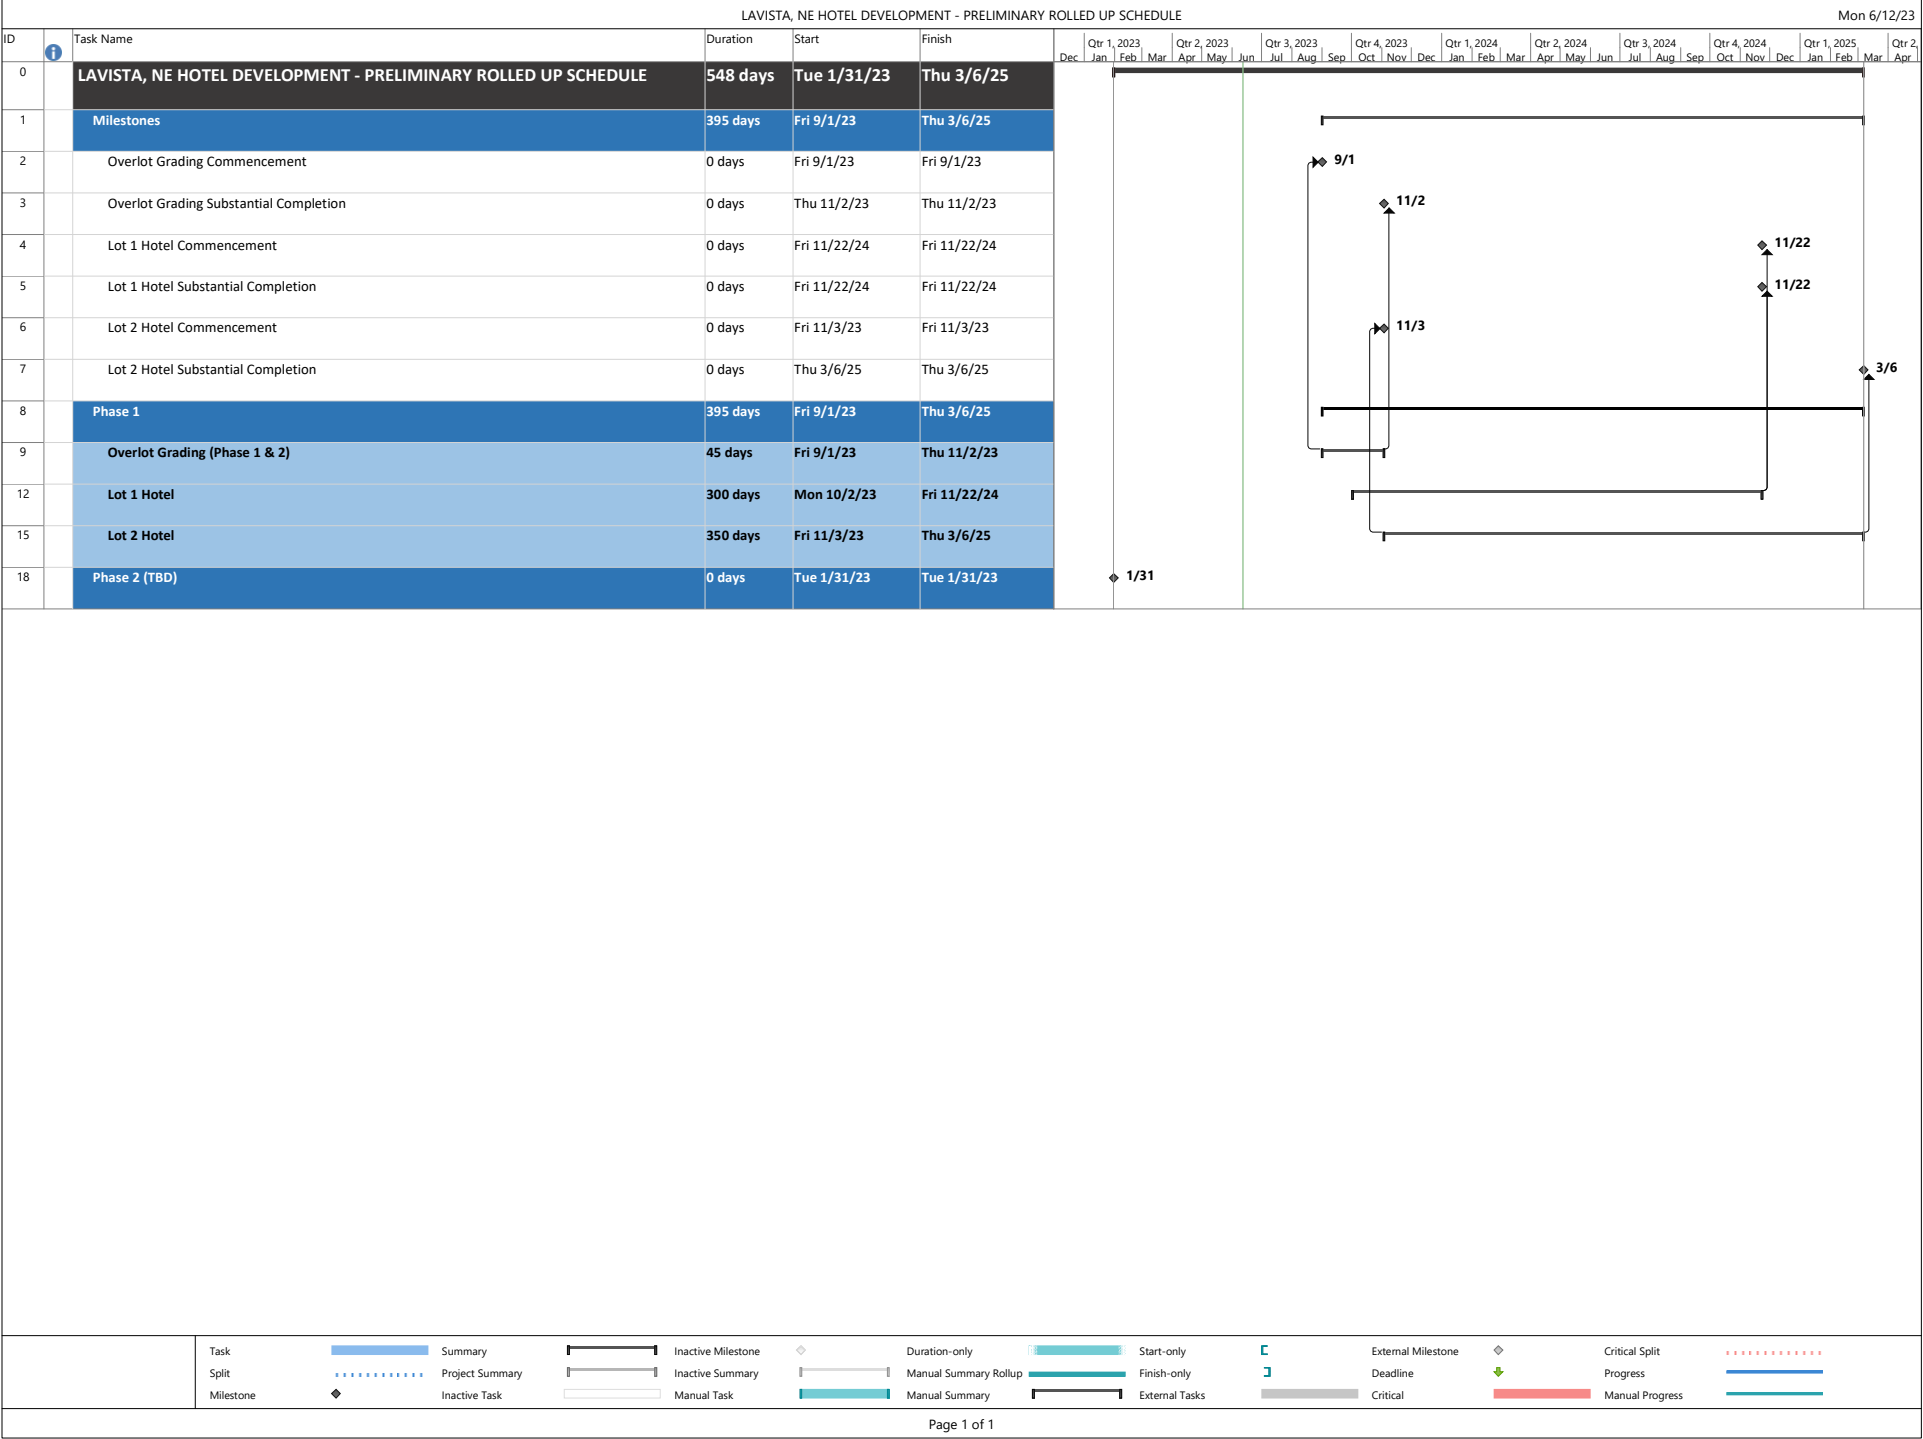 LAVISTA, NE HOTEL DEVELOPMENT - PRELIMINARY ROLLED UP SCHEDULE Mon 6/12/23
ID Task Name Duration Start Finish
Qtr 1, 2023 Qtr 2, 2023 Qtr 3, 2023 Qtr 4, 2023 Qtr 1, 2024 Qtr 2, 2024 Qtr 3, 2024 Qtr 4, 2024 Qtr 1, 2025 Qtr 2,
Dec Jan Feb Mar Apr May Jun Jul Aug Sep Oct Nov Dec Jan Feb Mar Apr May Jun Jul Aug Sep Oct Nov Dec Jan Feb Mar Apr
0 LAVISTA, NE HOTEL DEVELOPMENT - PRELIMINARY ROLLED UP SCHEDULE 548 days Tue 1/31/23 Thu 3/6/25
1 Milestones 395 days Fri 9/1/23 Thu 3/6/25
2 Overlot Grading Commencement 0 days Fri 9/1/23 Fri 9/1/23 9/1
3 Overlot Grading Substantial Completion 0 days Thu 11/2/23 Thu 11/2/23 11/2
4 Lot 1 Hotel Commencement 0 days Fri 11/22/24 Fri 11/22/24 11/22
5 Lot 1 Hotel Substantial Completion 0 days Fri 11/22/24 Fri 11/22/24 11/22
6 Lot 2 Hotel Commencement 0 days Fri 11/3/23 Fri 11/3/23 11/3
7 Lot 2 Hotel Substantial Completion 0 days Thu 3/6/25 Thu 3/6/25 3/6
8 Phase 1 395 days Fri 9/1/23 Thu 3/6/25
9 Overlot Grading (Phase 1 & 2) 45 days Fri 9/1/23 Thu 11/2/23
12 Lot 1 Hotel 300 days Mon 10/2/23 Fri 11/22/24
15 Lot 2 Hotel 350 days Fri 11/3/23 Thu 3/6/25
18 Phase 2 (TBD) 0 days Tue 1/31/23 Tue 1/31/23 1/31
Task Summary Inactive Milestone Duration-only Start-only External Milestone Critical Split
Split Project Summary Inactive Summary Manual Summary Rollup Finish-only Deadline Progress
Milestone Inactive Task Manual Task Manual Summary External Tasks Critical Manual Progress
Page 1 of 1